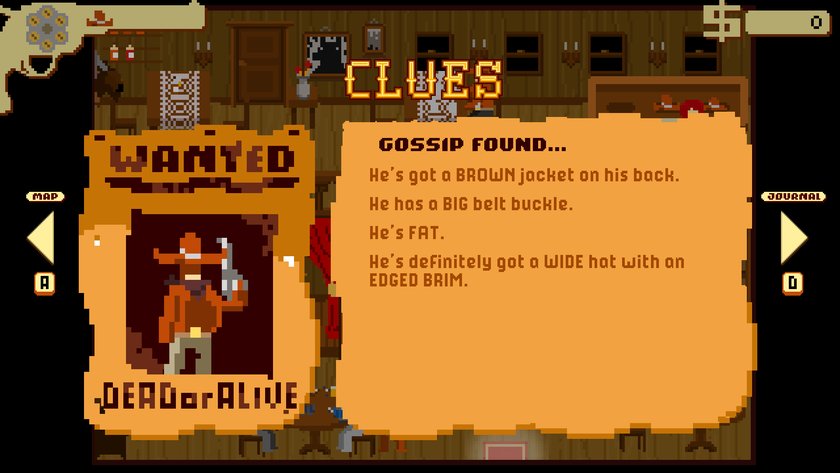 0
CLUES
WANTED
GOSSIP FOUND...
He's got a BROWN jacket on his back.
He has a BIG belt buckle.
He's FAT.
He's definitely got a WIDE hat with an
EDGED BRIM.
MAP
A
JOURNAL
D
DEAD or ALIVE